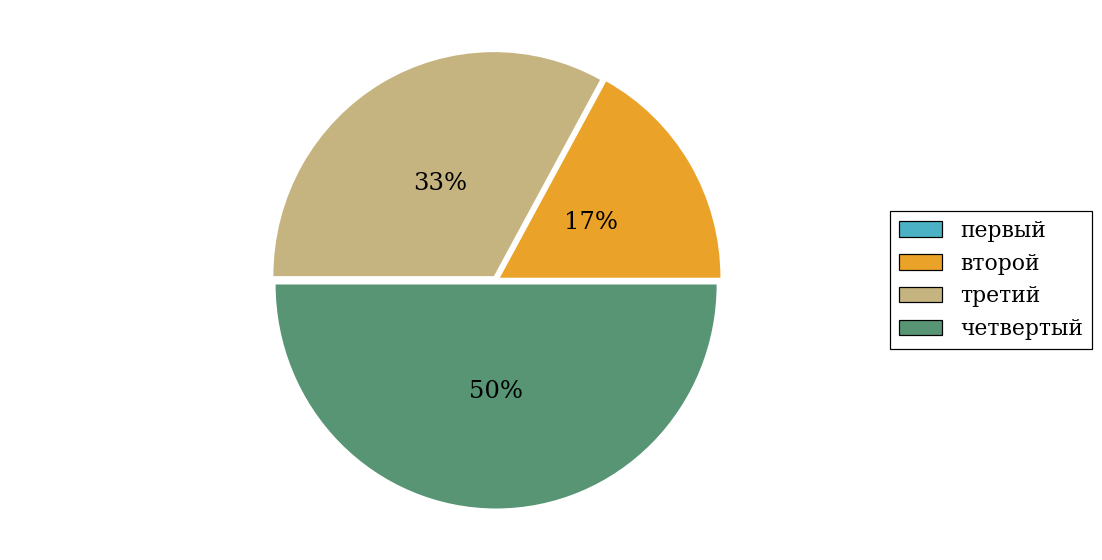 33%
17%
50%
первый
второй
третий
четвертый